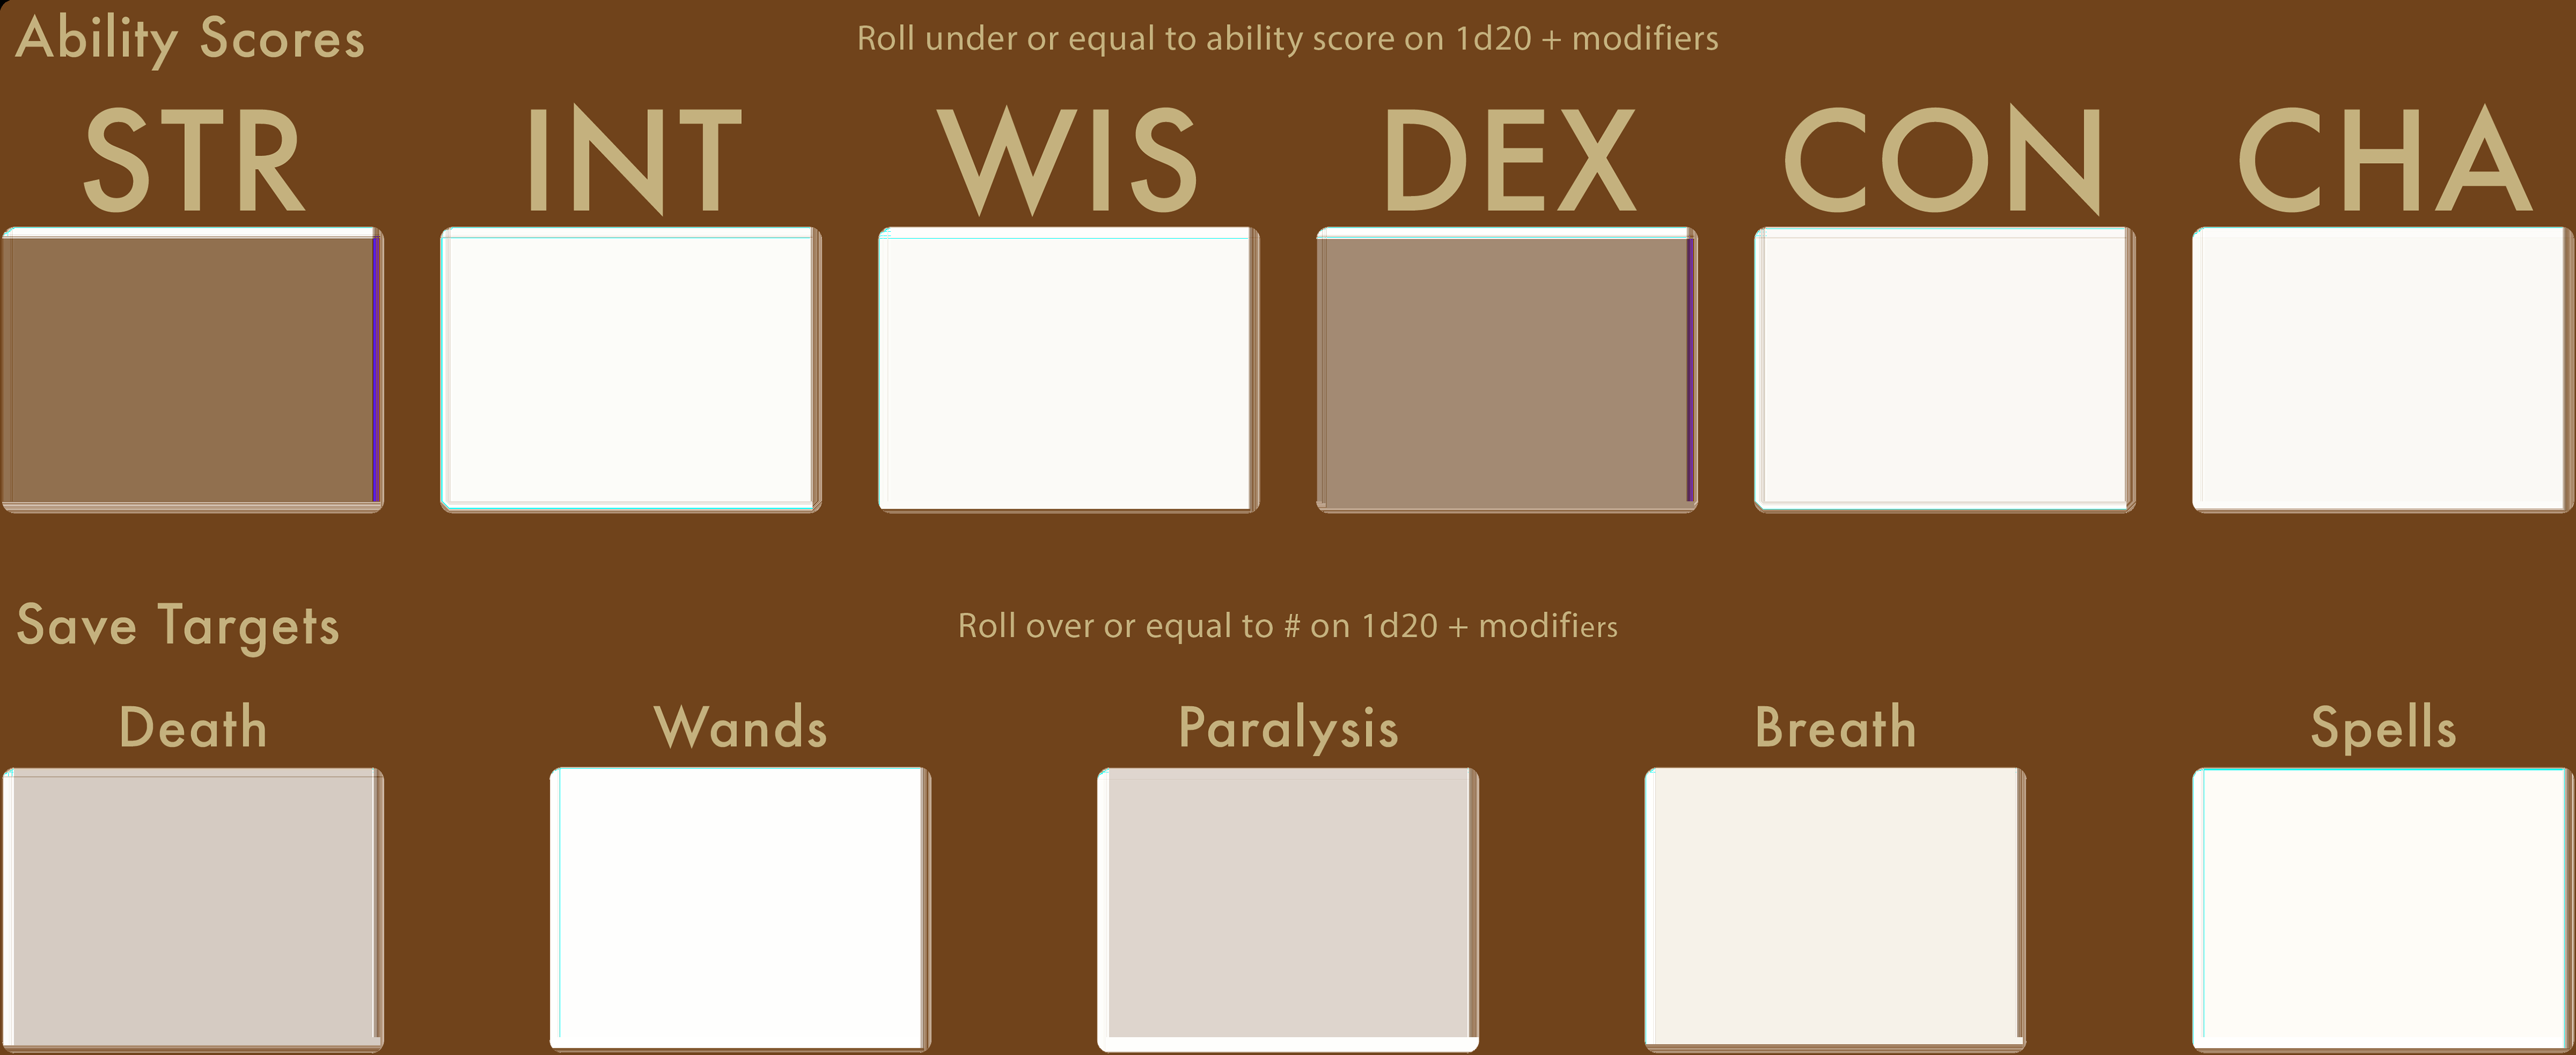 Ability Scores
Roll under or equal to ability score on 1d20 + modifiers
STR INT WIS DEX CON CHA
Save Targets
Roll over or equal to # on 1d20 + modifiers
Death Wands Paralysis Breath Spells